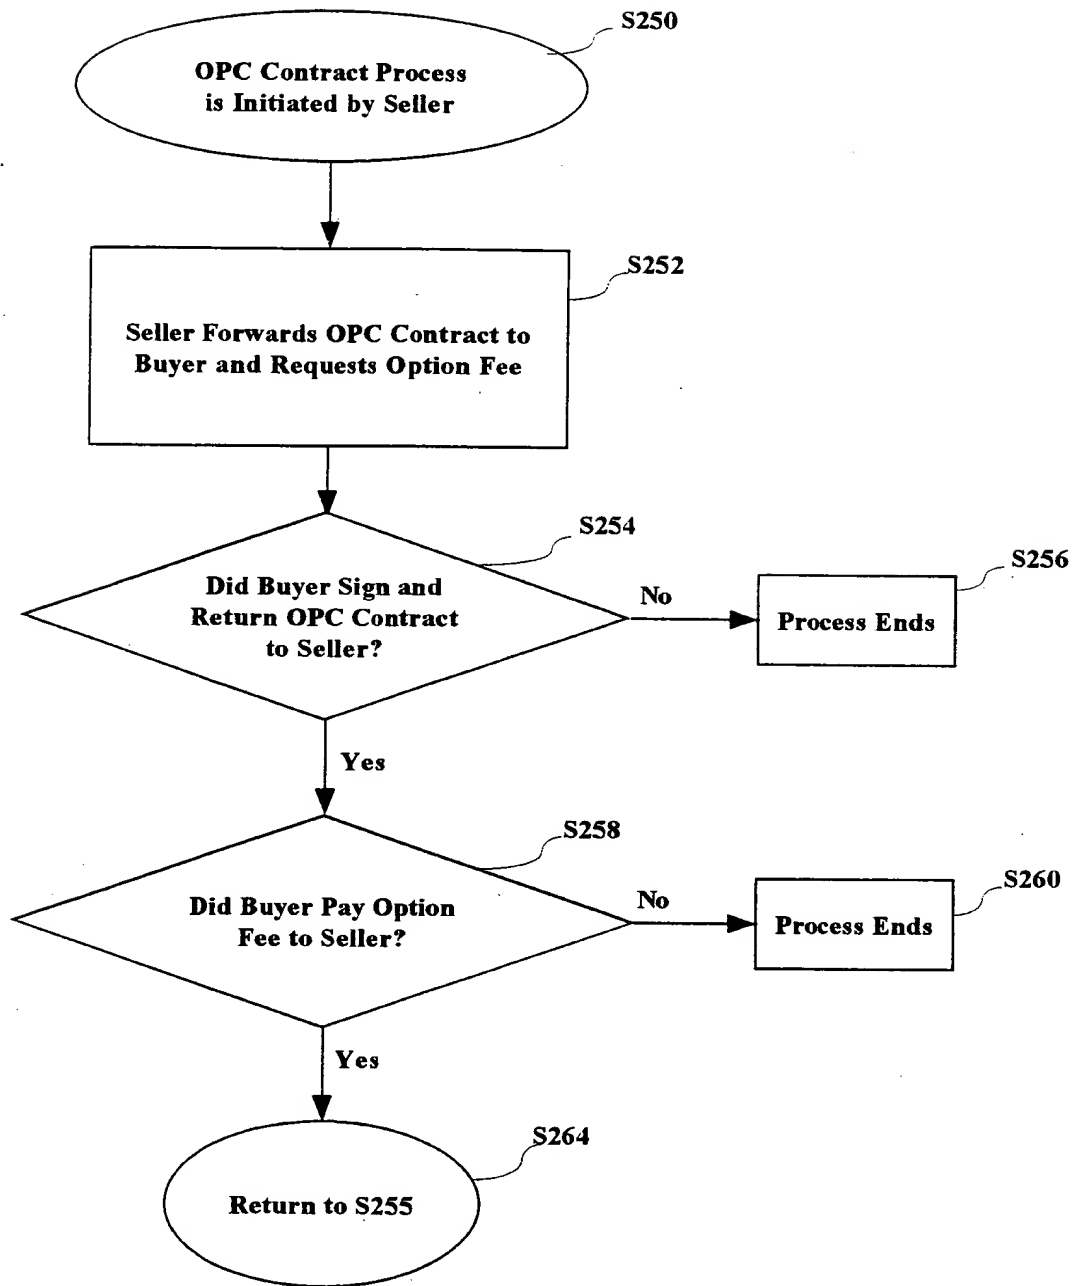 S250
OPC Contract Process
is Initiated by Seller
S252
Seller Forwards OPC Contract to
Buyer and Requests Option Fee
S254
Did Buyer Sign and
Return OPC Contract
to Seller?
No
S256
Process Ends
Yes
S258
Did Buyer Pay Option
Fee to Seller?
No
S260
Process Ends
Yes
S264
Return to S255